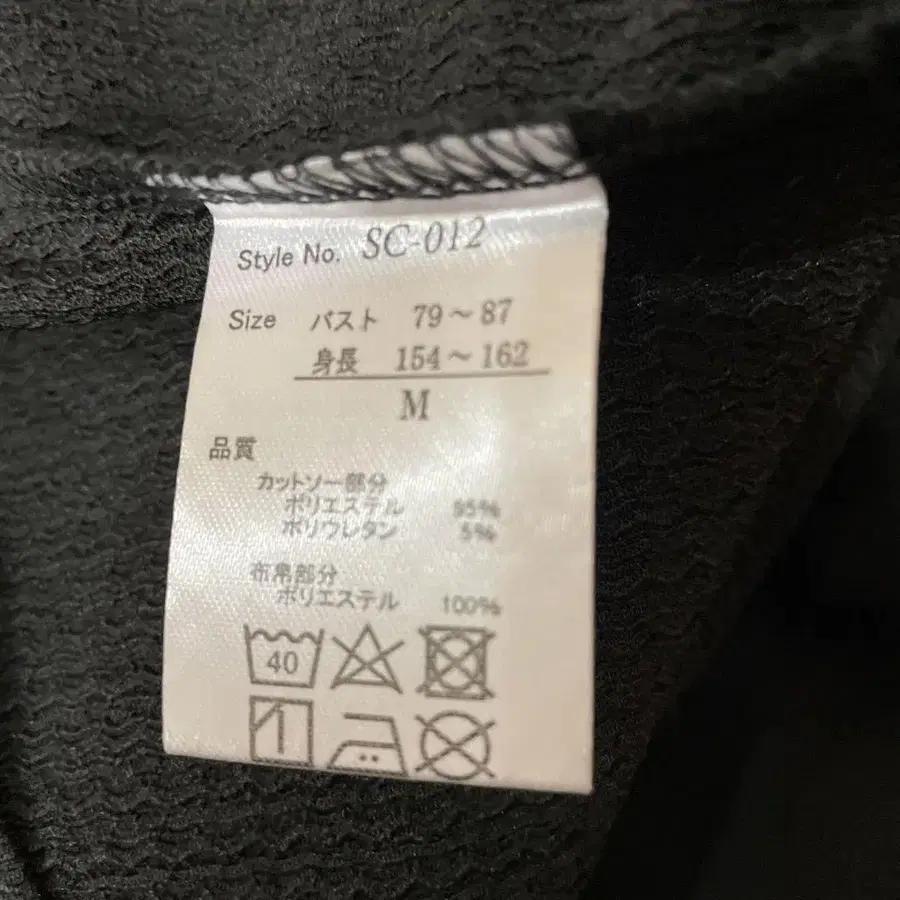 Style No. SC-012
Size バスト 79～87
身長 154～162
M
品質
カットソー部分
ポリエステル 95%
ポリウレタン 5%
布帛部分
ポリエステル 100%
40